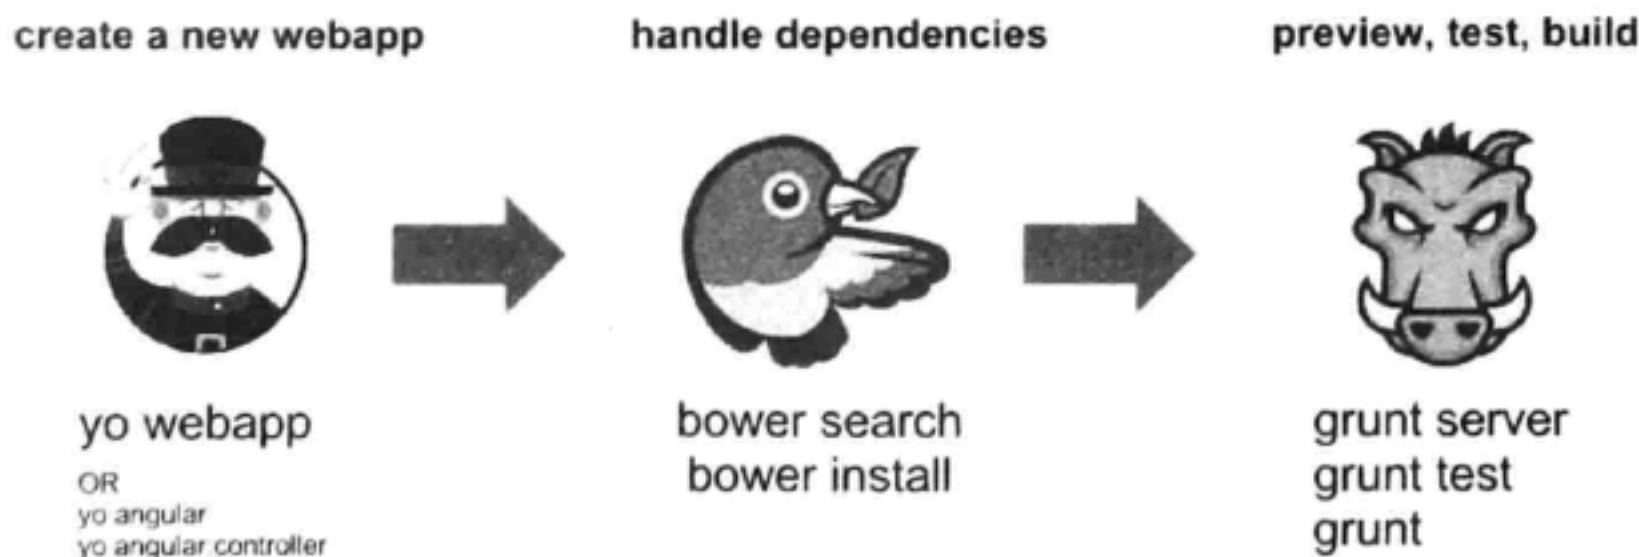 create a new webapp
handle dependencies
preview, test, build
yo webapp
OR
yo angular
yo angular:controller
bower search
bower install
grunt server
grunt test
grunt